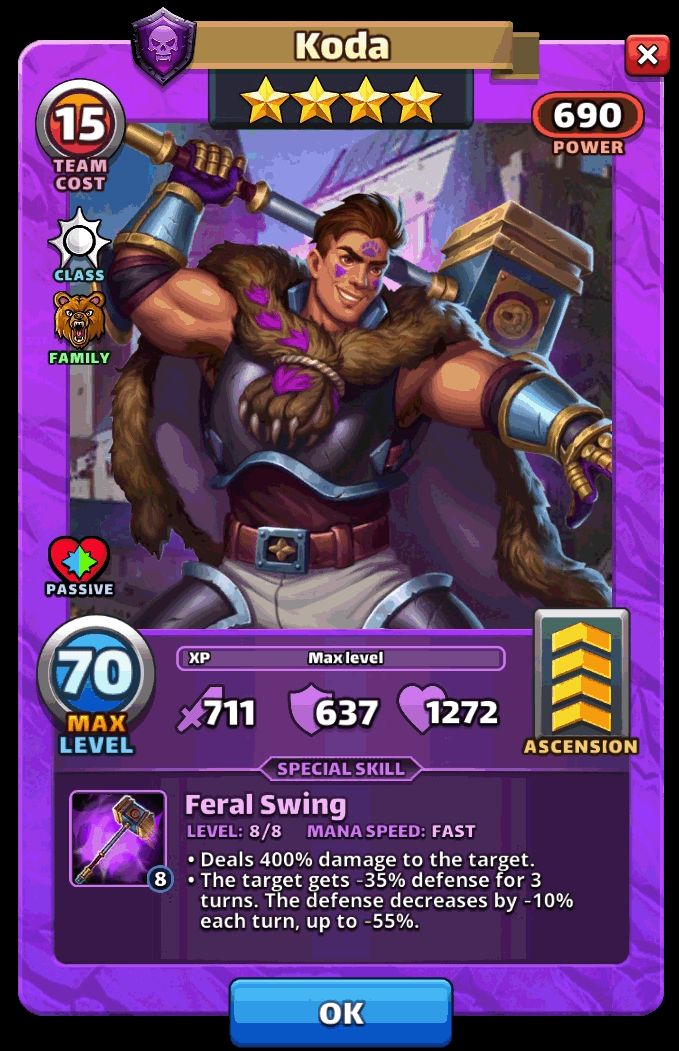 Koda
15
TEAM
COST
690
POWER
CLASS
FAMILY
PASSIVE
70
MAX
LEVEL
XP Max level
711 637 1272
ASCENSION
SPECIAL SKILL
Feral Swing
LEVEL: 8/8 MANA SPEED: FAST
8
• Deals 400% damage to the target.
• The target gets -35% defense for 3
turns. The defense decreases by -10%
each turn, up to -55%.
OK